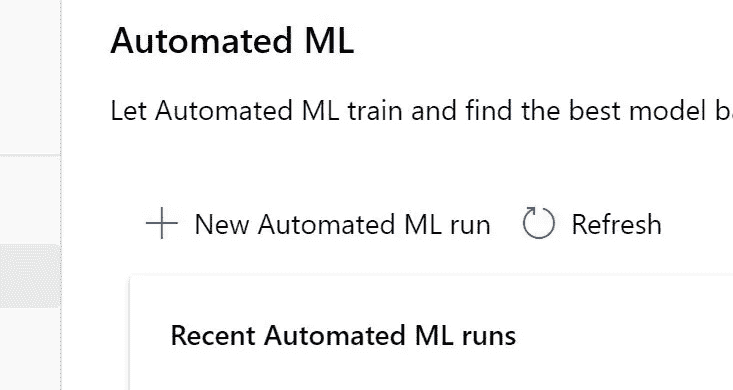 Automated ML
Let Automated ML train and find the best model
New Automated ML run Refresh
Recent Automated ML runs